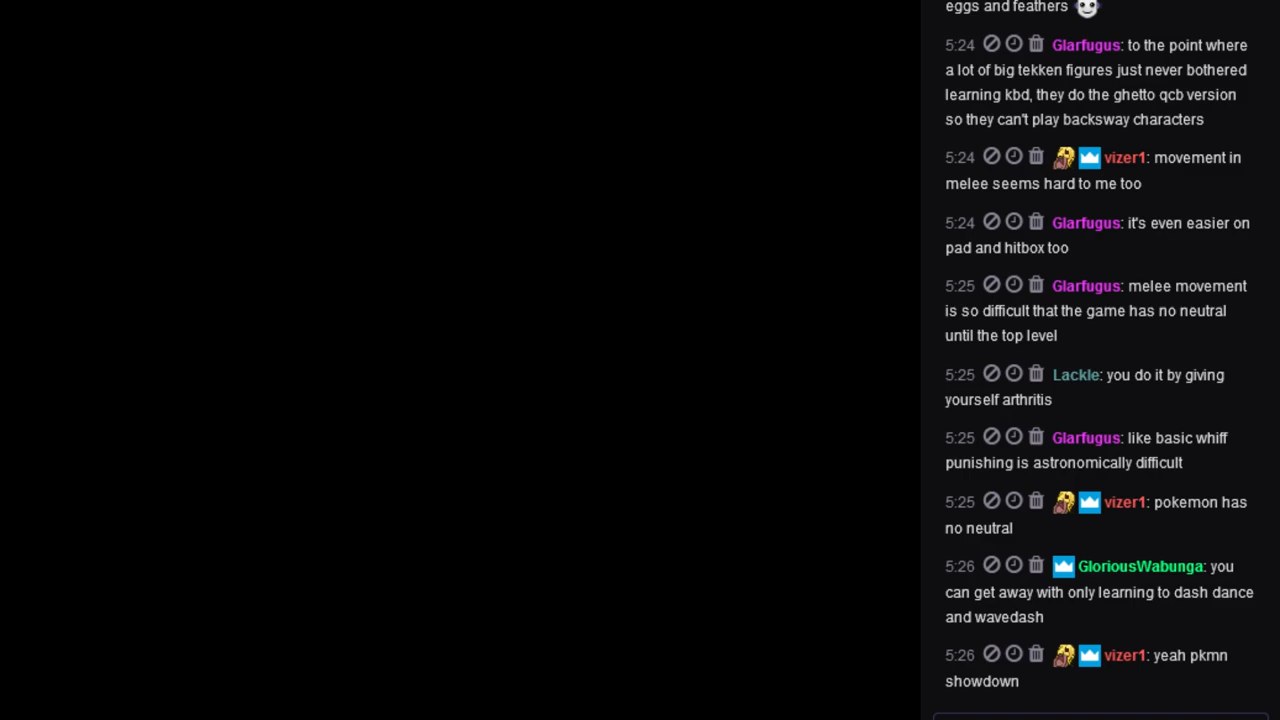 eggs and feathers
5:24 Glarfugus: to the point where
a lot of big tekken figures just never bothered
learning kbd, they do the ghetto qcb version
so they can't play backsway characters
5:24 vizer1: movement in
melee seems hard to me too
5:24 Glarfugus: it's even easier on
pad and hitbox too
5:25 Glarfugus: melee movement
is so difficult that the game has no neutral
until the top level
5:25 Lackle: you do it by giving
yourself arthritis
5:25 Glarfugus: like basic whiff
punishing is astronomically difficult
5:25 vizer1: pokemon has
no neutral
5:26 GloriousWabunga: you
can get away with only learning to dash dance
and wavedash
5:26 vizer1: yeah pkmn
showdown